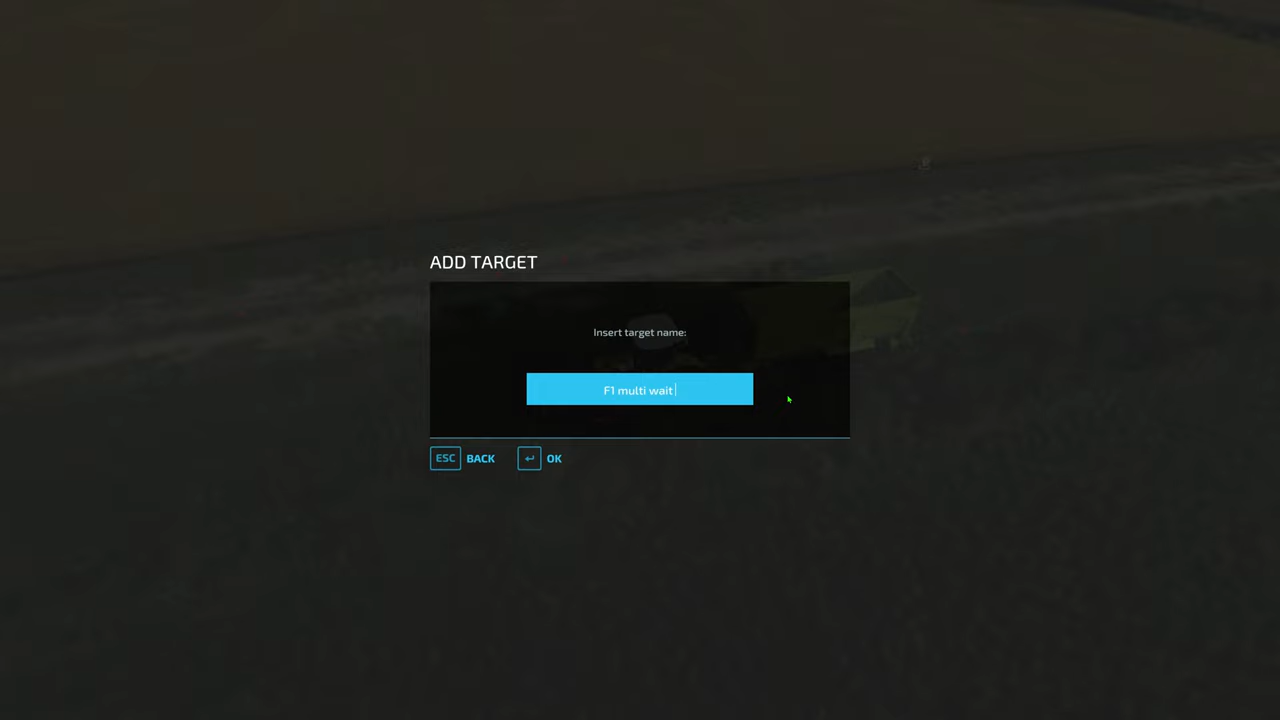 ADD TARGET
Insert target name:
F1 multi wait
ESC BACK ↵ OK